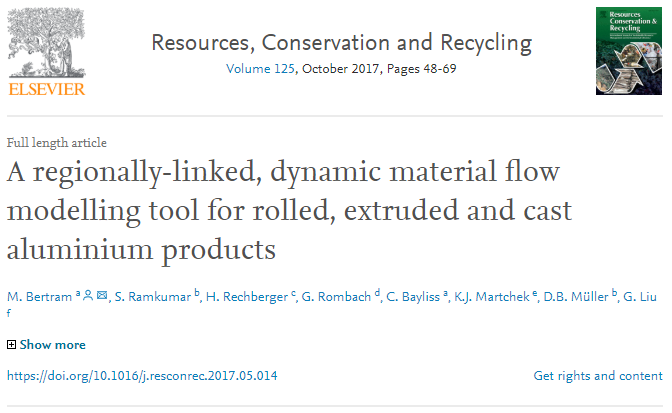 ELSEVIER
Resources, Conservation and Recycling
Volume 125, October 2017, Pages 48-69
Resources
Conservation &
Recycling
Full length article
A regionally-linked, dynamic material flow
modelling tool for rolled, extruded and cast
aluminium products
M. Bertram a, S. Ramkumar b, H. Rechberger c, G. Rombach d, C. Bayliss a, K.J. Martchek e, D.B. Müller b, G. Liu
f
Show more
https://doi.org/10.1016/j.resconrec.2017.05.014
Get rights and content